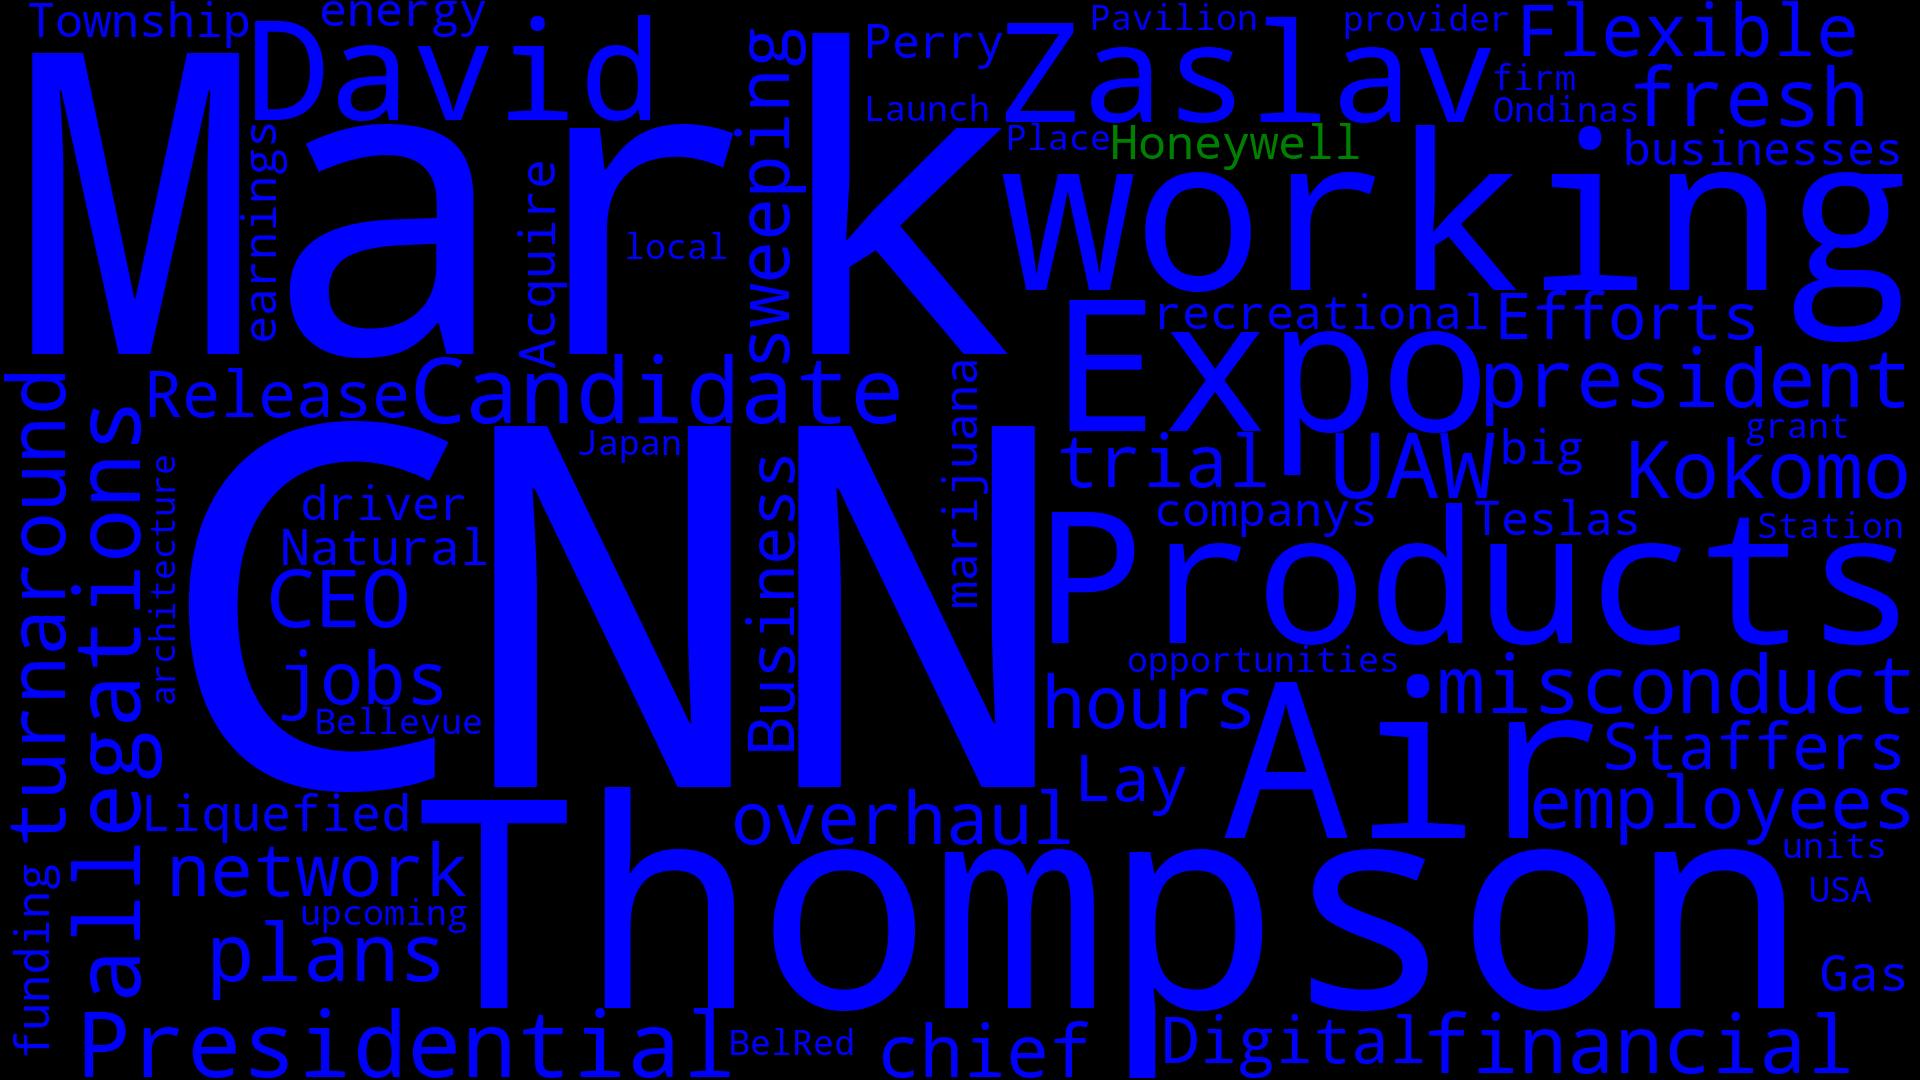 Township
energy
David
Mark
earnings
Acquire
local
sweeping
Perry
Launch
Zaslav
Pavilion
provider
Flexible
firm
Ondinas
fresh
Place
Honeywell
businesses
working
recreational
Efforts
Expo
president
Release
Candidate
marijuana
grant
trial
UAW
big
Kokomo
turnaround
allegations
architecture
CNN
Japan
driver
Natural
CEO
jobs
Bellevue
Business
companys
Teslas
Station
Products
opportunities
hours
misconduct
Air
Staffers
Lay
employees
Liquefied
overhaul
Thompson
units
USA
network
upcoming
plans
funding
Gas
Presidential
BelRed
chief
Digital
financial